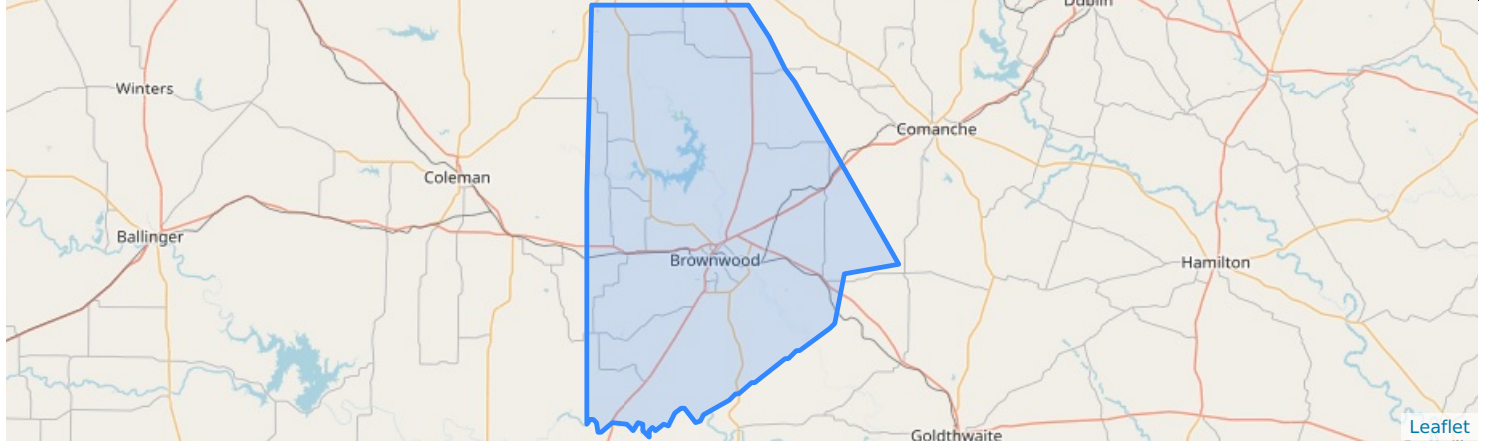 Dublin
Winters
Comanche
Coleman
Ballinger
Brownwood
Hamilton
Leaflet
Goldthwaite